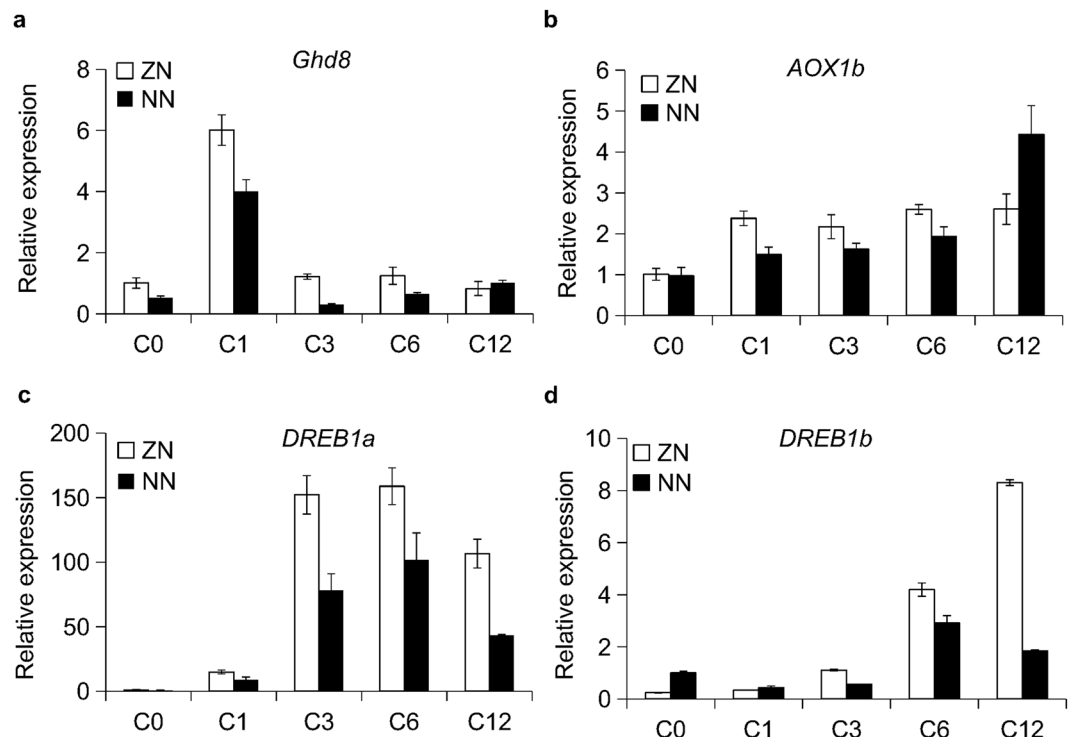 a
Ghd8
ZN
NN
Relative expression
8
6
4
2
0
C0 C1 C3 C6 C12
b
AOX1b
ZN
NN
Relative expression
6
5
4
3
2
1
0
C0 C1 C3 C6 C12
c
DREB1a
ZN
NN
Relative expression
200
150
100
50
0
C0 C1 C3 C6 C12
d
DREB1b
ZN
NN
Relative expression
10
8
6
4
2
0
C0 C1 C3 C6 C12